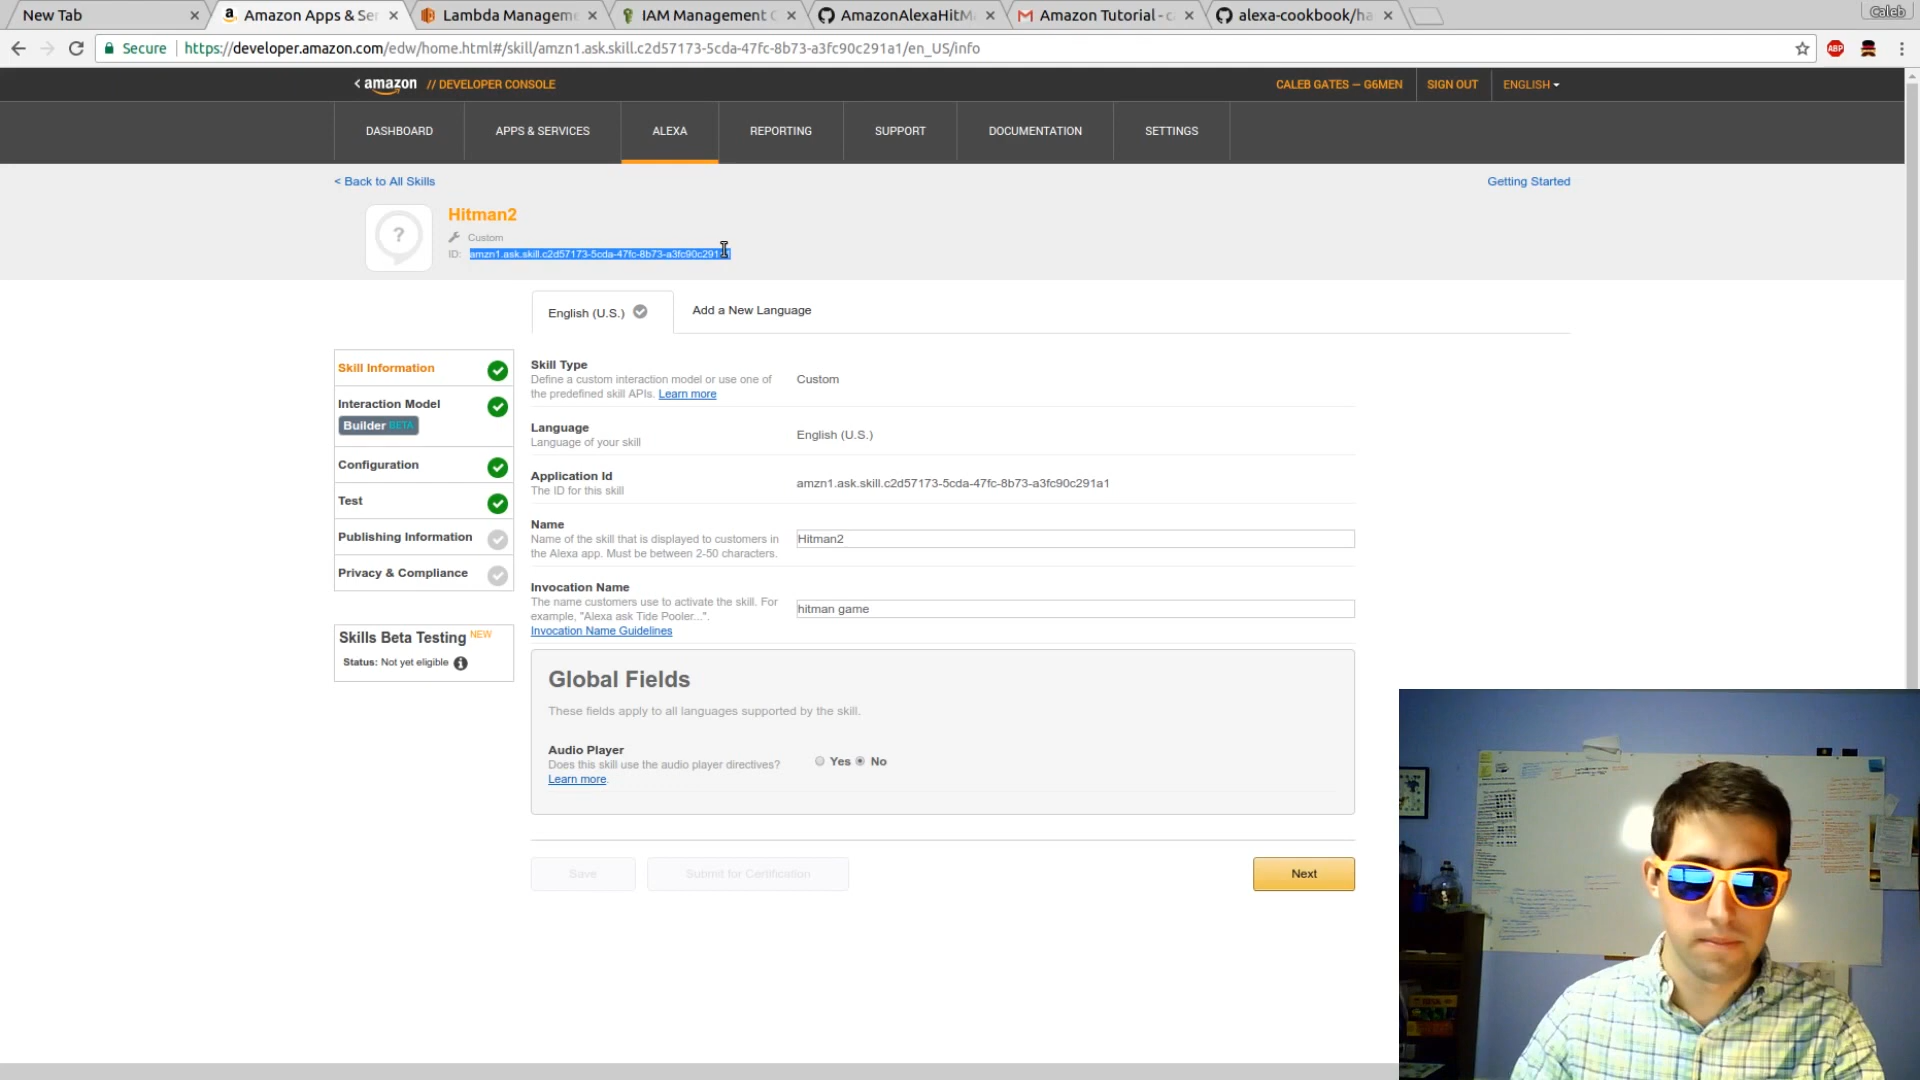 New Tab
Amazon Apps & Se
Lambda Managem
IAM Management C
AmazonAlexaHitM
Amazon Tutorial - c
alexa-cookbook/ha
Caleb
Secure
https://developer.amazon.com/edw/home.html#/skill/amzn1.ask.skill.c2d57173-5cda-47fc-8b73-a3fc90c291a1/en_US/info
ABP
< amazon // DEVELOPER CONSOLE
CALEB GATES — G6MEN
SIGN OUT
ENGLISH
DASHBOARD
APPS & SERVICES
ALEXA
REPORTING
SUPPORT
DOCUMENTATION
SETTINGS
< Back to All Skills
Getting Started
?
Hitman2
Custom
ID: amzn1.ask.skill.c2d57173-5cda-47fc-8b73-a3fc90c291a1
English (U.S.)
Add a New Language
Skill Information
Interaction Model
Builder BETA
Configuration
Test
Publishing Information
Privacy & Compliance
Skills Beta Testing NEW
Status: Not yet eligible
Skill Type
Define a custom interaction model or use one of
the predefined skill APIs. Learn more
Custom
Language
Language of your skill
English (U.S.)
Application Id
The ID for this skill
amzn1.ask.skill.c2d57173-5cda-47fc-8b73-a3fc90c291a1
Name
Name of the skill that is displayed to customers in
the Alexa app. Must be between 2-50 characters.
Hitman2
Invocation Name
The name customers use to activate the skill. For
example, "Alexa ask Tide Pooler...".
Invocation Name Guidelines
hitman game
Global Fields
These fields apply to all languages supported by the skill.
Audio Player
Does this skill use the audio player directives?
Learn more.
Yes
No
Save
Submit for Certification
Next